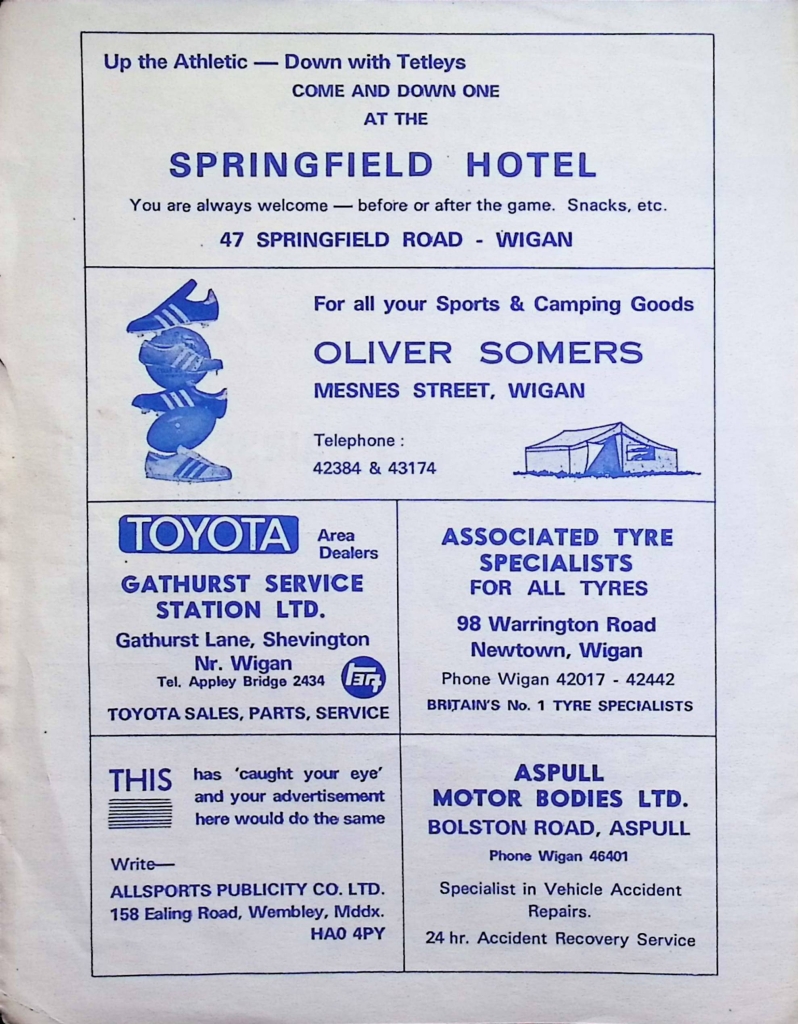 Up the Athletic — Down with Tetleys
COME AND DOWN ONE
AT THE
SPRINGFIELD HOTEL
You are always welcome — before or after the game. Snacks, etc.
47 SPRINGFIELD ROAD - WIGAN
For all your Sports & Camping Goods
OLIVER SOMERS
MESNES STREET, WIGAN
Telephone :
42384 & 43174
TOYOTA Area
Dealers
GATHURST SERVICE
STATION LTD.
Gathurst Lane, Shevington
Nr. Wigan
Tel. Appley Bridge 2434
TOYOTA SALES, PARTS, SERVICE
ASSOCIATED TYRE
SPECIALISTS
FOR ALL TYRES
98 Warrington Road
Newtown, Wigan
Phone Wigan 42017 - 42442
BRITAIN'S No. 1 TYRE SPECIALISTS
THIS has 'caught your eye'
and your advertisement
here would do the same
Write—
ALLSPORTS PUBLICITY CO. LTD.
158 Ealing Road, Wembley, Mddx.
HA0 4PY
ASPULL
MOTOR BODIES LTD.
BOLSTON ROAD, ASPULL
Phone Wigan 46401
Specialist in Vehicle Accident
Repairs.
24 hr. Accident Recovery Service